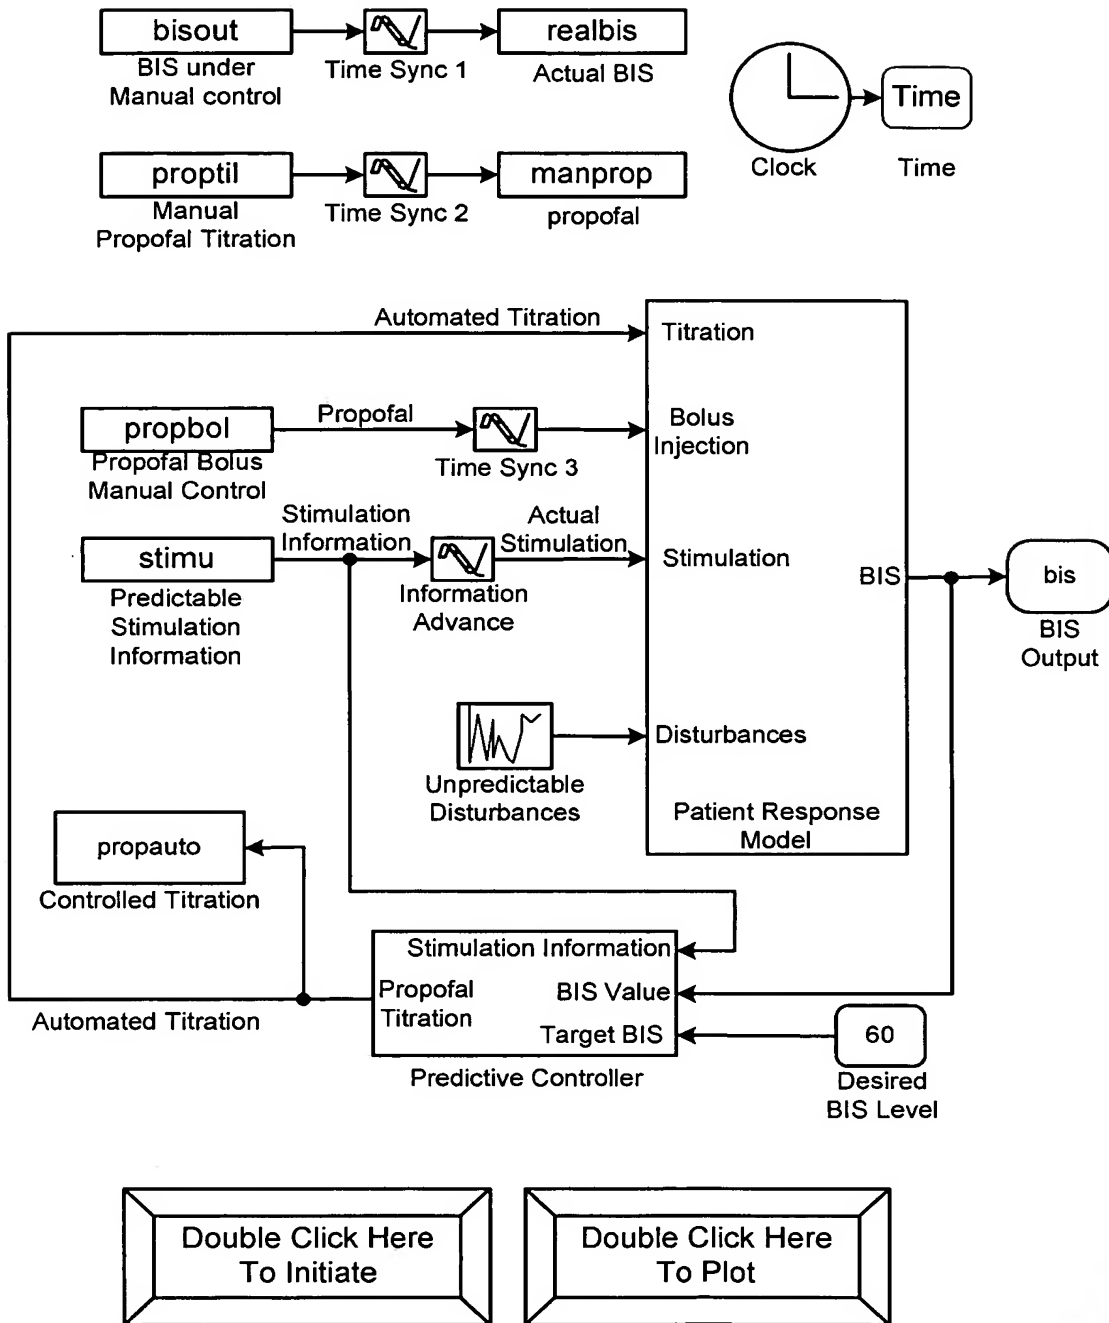 bisout
BIS under
Manual control
Time Sync 1
realbis
Actual BIS
Clock
Time
Time
proptil
Manual
Propofal Titration
Time Sync 2
manprop
propofal
Automated Titration
Titration
propbol
Propofal Bolus
Manual Control
Propofal
Time Sync 3
Bolus
Injection
stimu
Predictable
Stimulation
Information
Stimulation
Information
Information
Advance
Actual
Stimulation
Stimulation
BIS
bis
BIS
Output
Unpredictable
Disturbances
Disturbances
Patient Response
Model
propauto
Controlled Titration
Automated Titration
Stimulation Information
Propofal
Titration
BIS Value
Target BIS
Predictive Controller
60
Desired
BIS Level
Double Click Here
To Initiate
Double Click Here
To Plot